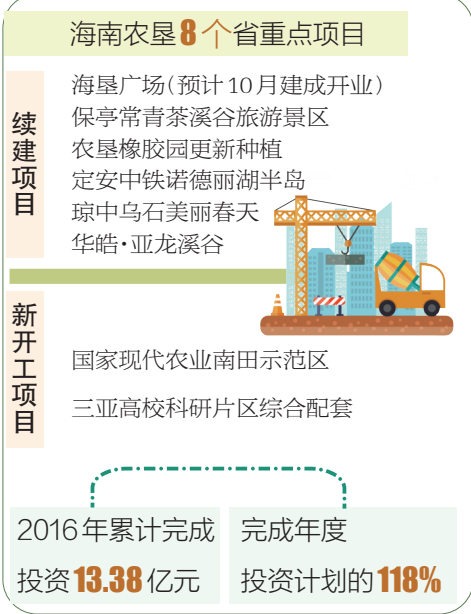 海南农垦8个省重点项目
续建项目
海垦广场(预计10月建成开业)
保亭常青茶溪谷旅游景区
农垦橡胶园更新种植
定安中铁诺德丽湖半岛
琼中乌石美丽春天
华皓·亚龙溪谷
新开工项目
国家现代农业南田示范区
三亚高校科研片区综合配套
2016年累计完成
投资13.38亿元
完成年度
投资计划的118%